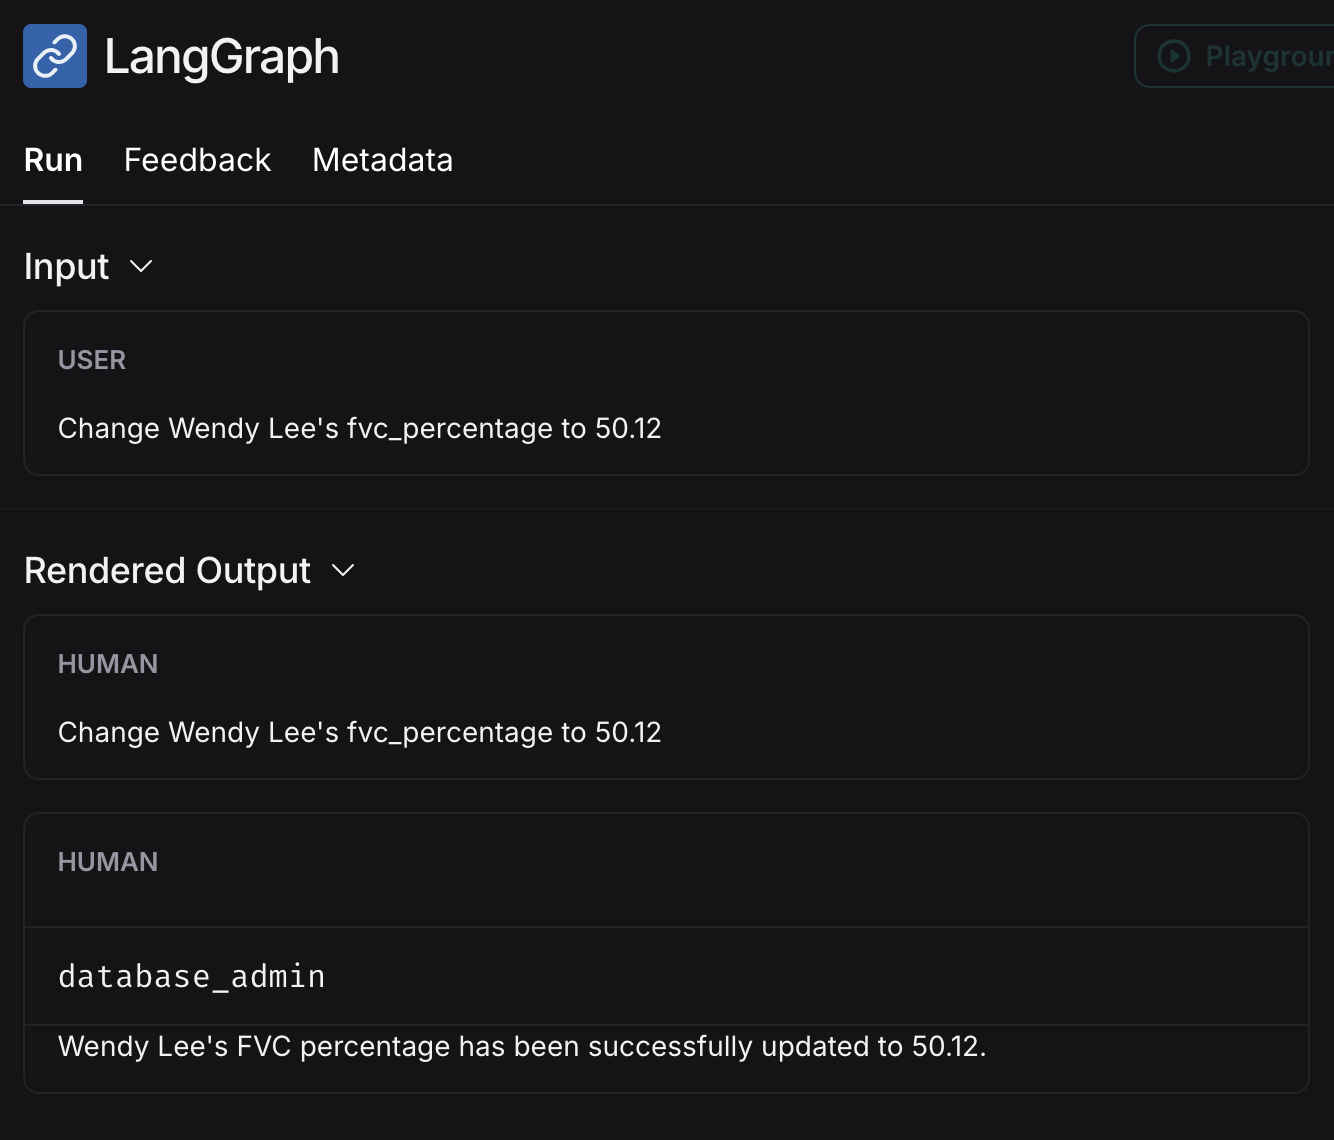 LangGraph
Run Feedback Metadata
Input
USER
Change Wendy Lee's fvc_percentage to 50.12
Rendered Output
HUMAN
Change Wendy Lee's fvc_percentage to 50.12
HUMAN
database_admin
Wendy Lee's FVC percentage has been successfully updated to 50.12.